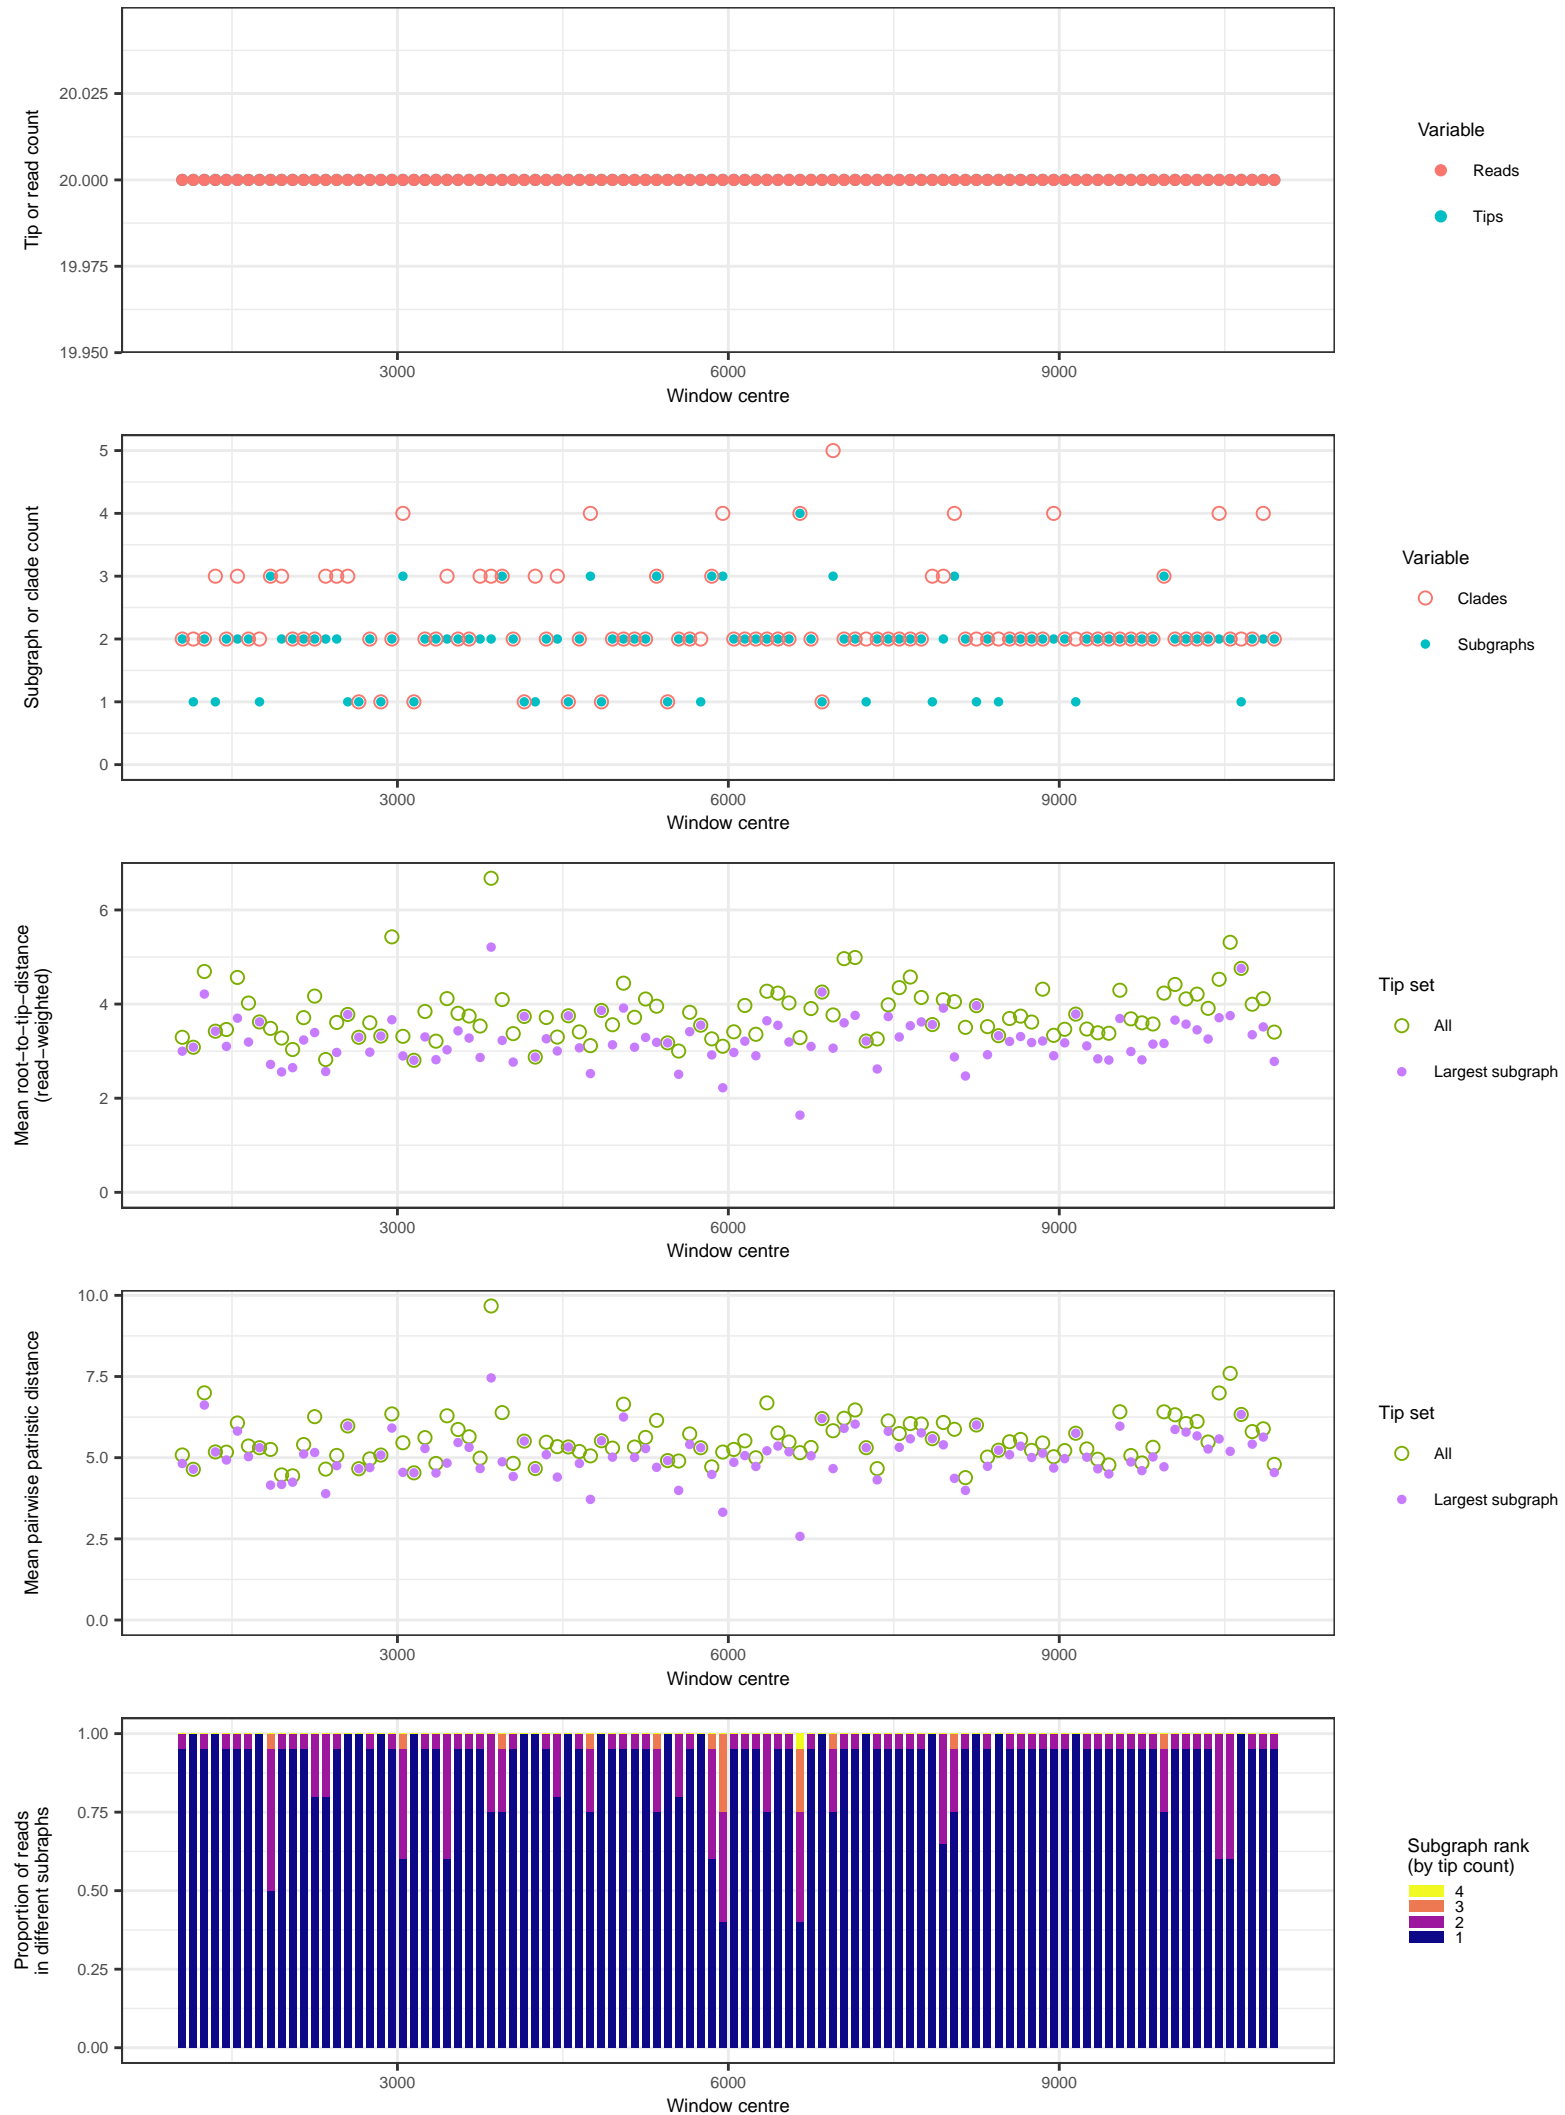 20.025
20.000
19.975
19.950
Tip or read count
3000
6000
9000
Window centre
Variable
Reads
Tips
5
4
3
2
1
0
Subgraph or clade count
3000
6000
9000
Window centre
Variable
Clades
Subgraphs
6
4
2
0
Mean root−to−tip−distance
(read−weighted)
3000
6000
9000
Window centre
Tip set
All
Largest subgraph
10.0
7.5
5.0
2.5
0.0
Mean pairwise patristic distance
3000
6000
9000
Window centre
Tip set
All
Largest subgraph
1.00
0.75
0.50
0.25
0.00
Proportion of reads
in different subraphs
3000
6000
9000
Window centre
Subgraph rank
(by tip count)
4
3
2
1